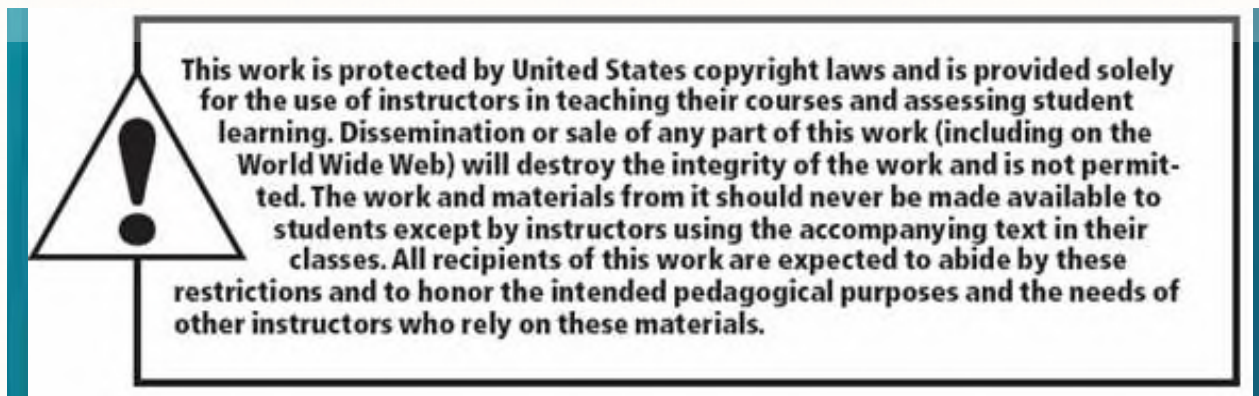 This work is protected by United States copyright laws and is provided solely
for the use of instructors in teaching their courses and assessing student
learning. Dissemination or sale of any part of this work (including on the
World Wide Web) will destroy the integrity of the work and is not permit-
ted. The work and materials from it should never be made available to
students except by instructors using the accompanying text in their
classes. All recipients of this work are expected to abide by these
restrictions and to honor the intended pedagogical purposes and the needs of
other instructors who rely on these materials.